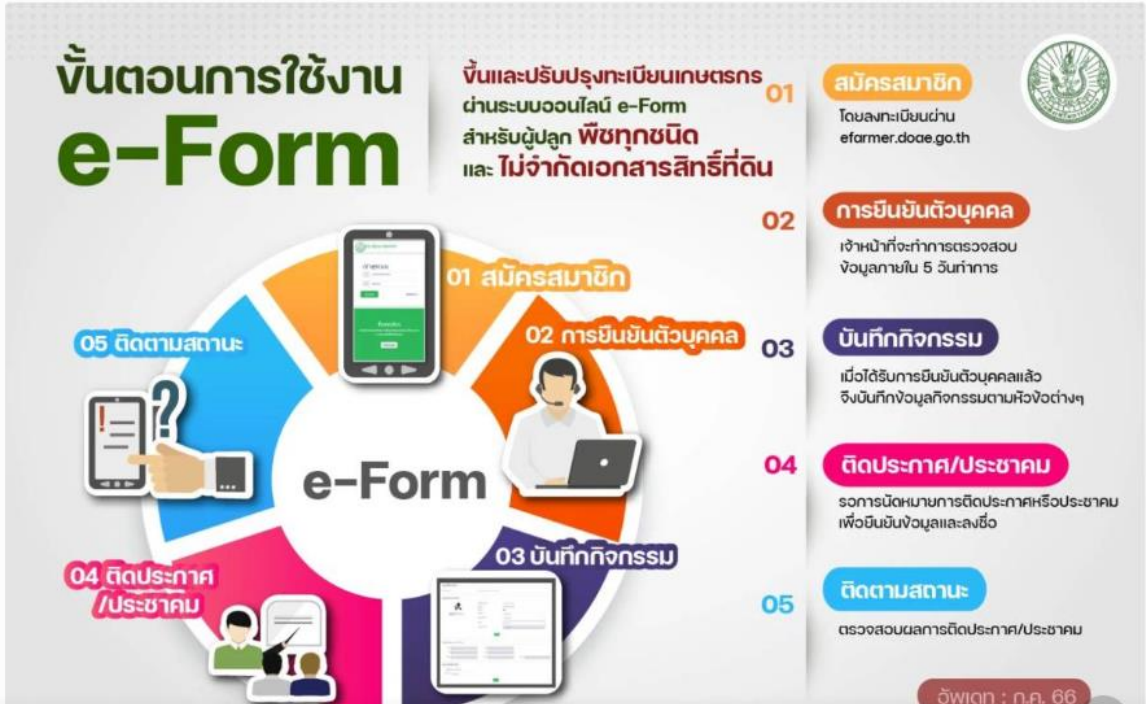 ขั้นตอนการใช้งาน
e-Form
ขึ้นและปรับปรุงทะเบียนเกษตรกร
ผ่านระบบออนไลน์ e-Form
สำหรับผู้ปลูก พืชทุกชนิด
และ ไม่จำกัดเอกสารสิทธิ์ที่ดิน
01 สมัครสมาชิก
โดยลงทะเบียนผ่าน
efarmer.doae.go.th
02 การยืนยันตัวบุคคล
เจ้าหน้าที่จะทำการตรวจสอบ
ข้อมูลภายใน 5 วันทำการ
03 บันทึกกิจกรรม
เมื่อได้รับการยืนยันตัวบุคคลแล้ว
จึงบันทึกข้อมูลกิจกรรมตามหัวข้อต่างๆ
04 ติดประกาศ/ประชาคม
รอการนัดหมายการติดประกาศหรือประชาคม
เพื่อยืนยันข้อมูลและลงชื่อ
05 ติดตามสถานะ
ตรวจสอบผลการติดประกาศ/ประชาคม
01 สมัครสมาชิก
02 การยืนยันตัวบุคคล
03 บันทึกกิจกรรม
04 ติดประกาศ
/ประชาคม
05 ติดตามสถานะ
e-Form
อัพเดท : ก.ค. 66